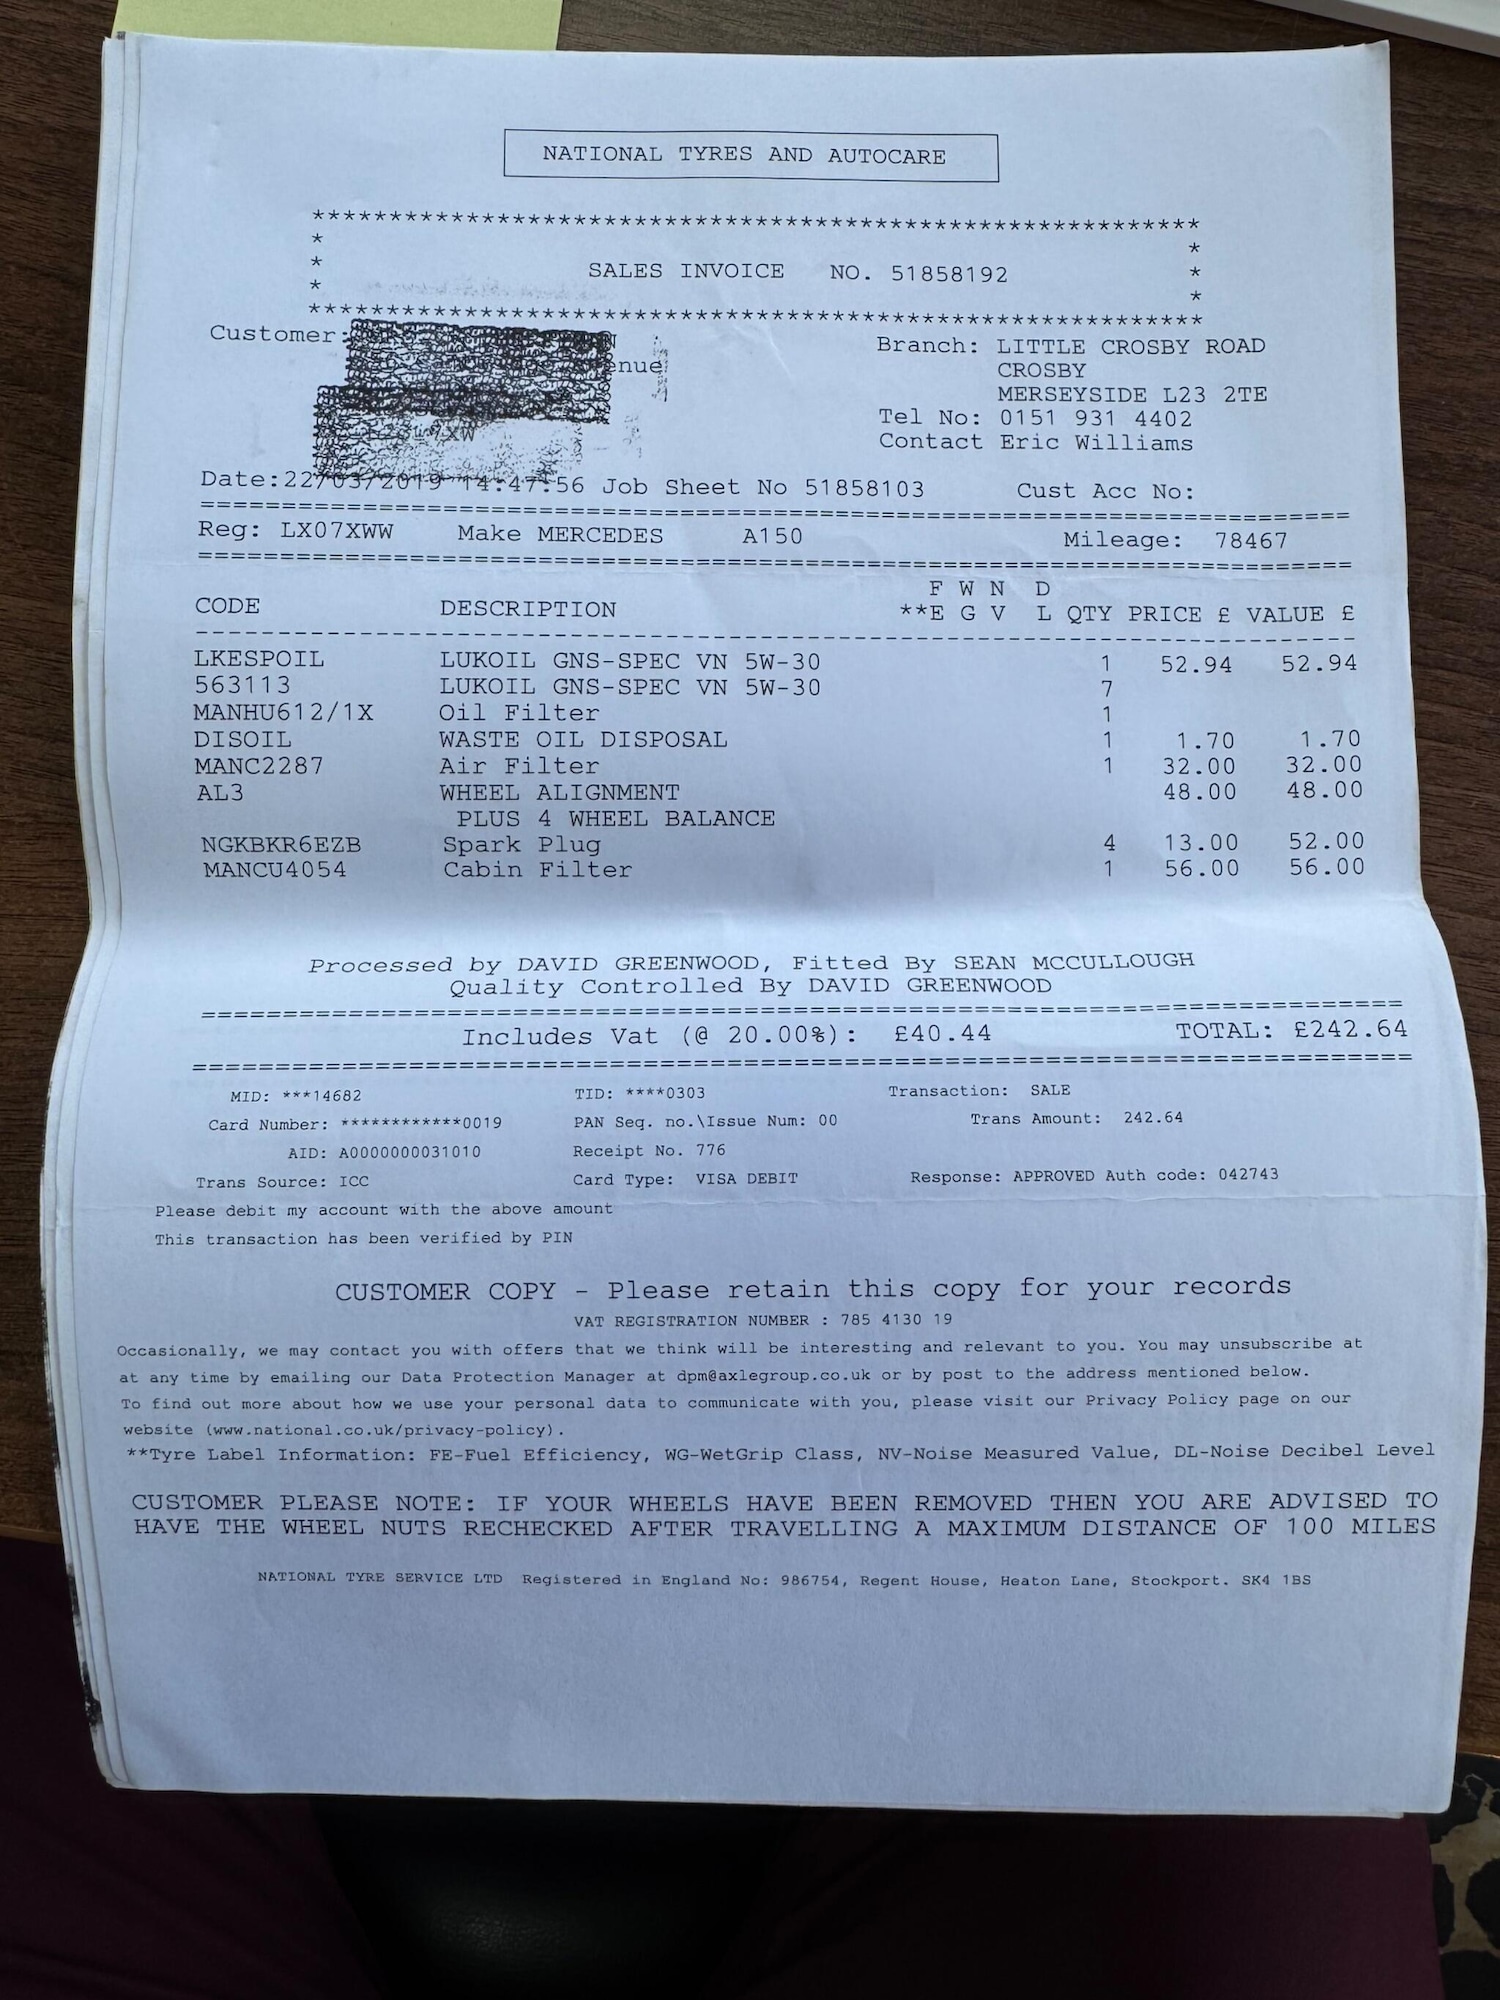 NATIONAL TYRES AND AUTOCARE
***********************************************************
* *
* SALES INVOICE NO. 51858192 *
* *
***********************************************************
Customer: Branch: LITTLE CROSBY ROAD
enue CROSBY
MERSEYSIDE L23 2TE
Tel No: 0151 931 4402
Contact Eric Williams
Date:22/03/2019 14:47:56 Job Sheet No 51858103 Cust Acc No:
Reg: LX07XWW Make MERCEDES A150 Mileage: 78467
F W N D
CODE DESCRIPTION **E G V L QTY PRICE £ VALUE £
LKESPOIL LUKOIL GNS-SPEC VN 5W-30 1 52.94 52.94
563113 LUKOIL GNS-SPEC VN 5W-30 7
MANHU612/1X Oil Filter 1
DISOIL WASTE OIL DISPOSAL 1 1.70 1.70
MANC2287 Air Filter 1 32.00 32.00
AL3 WHEEL ALIGNMENT 48.00 48.00
PLUS 4 WHEEL BALANCE
NGKBKR6EZB Spark Plug 4 13.00 52.00
MANCU4054 Cabin Filter 1 56.00 56.00
Processed by DAVID GREENWOOD, Fitted By SEAN MCCULLOUGH
Quality Controlled By DAVID GREENWOOD
Includes Vat (@ 20.00%): £40.44 TOTAL: £242.64
MID: ***14682 TID: ****0303 Transaction: SALE
Card Number: ************0019 PAN Seq. no.\Issue Num: 00 Trans Amount: 242.64
AID: A0000000031010 Receipt No. 776
Trans Source: ICC Card Type: VISA DEBIT Response: APPROVED Auth code: 042743
Please debit my account with the above amount
This transaction has been verified by PIN
CUSTOMER COPY - Please retain this copy for your records
VAT REGISTRATION NUMBER : 785 4130 19
Occasionally, we may contact you with offers that we think will be interesting and relevant to you. You may unsubscribe at
at any time by emailing our Data Protection Manager at dpm@axlegroup.co.uk or by post to the address mentioned below.
To find out more about how we use your personal data to communicate with you, please visit our Privacy Policy page on our
website (www.national.co.uk/privacy-policy).
**Tyre Label Information: FE-Fuel Efficiency, WG-WetGrip Class, NV-Noise Measured Value, DL-Noise Decibel Level
CUSTOMER PLEASE NOTE: IF YOUR WHEELS HAVE BEEN REMOVED THEN YOU ARE ADVISED TO
HAVE THE WHEEL NUTS RECHECKED AFTER TRAVELLING A MAXIMUM DISTANCE OF 100 MILES
NATIONAL TYRE SERVICE LTD Registered in England No: 986754, Regent House, Heaton Lane, Stockport. SK4 1BS